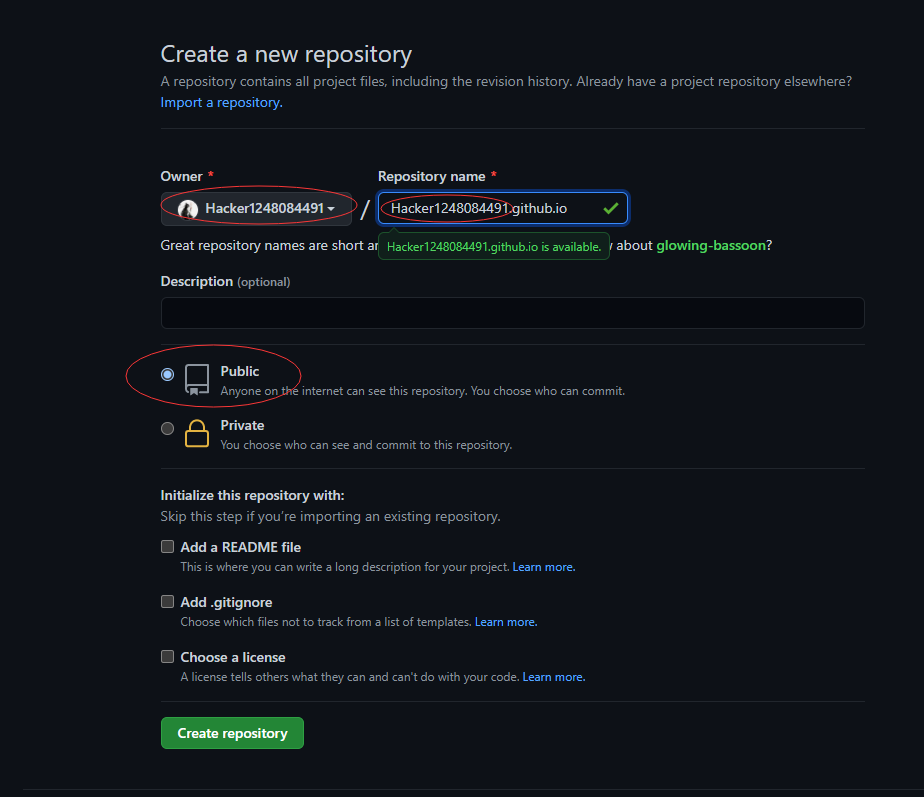 Create a new repository
A repository contains all project files, including the revision history. Already have a project repository elsewhere?
Import a repository.
Owner * Repository name *
Hacker1248084491 / Hacker1248084491.github.io
Great repository names are short an y about glowing-bassoon?
Hacker1248084491.github.io is available.
Description (optional)
Public
Anyone on the internet can see this repository. You choose who can commit.
Private
You choose who can see and commit to this repository.
Initialize this repository with:
Skip this step if you're importing an existing repository.
Add a README file
This is where you can write a long description for your project. Learn more.
Add .gitignore
Choose which files not to track from a list of templates. Learn more.
Choose a license
A license tells others what they can and can't do with your code. Learn more.
Create repository